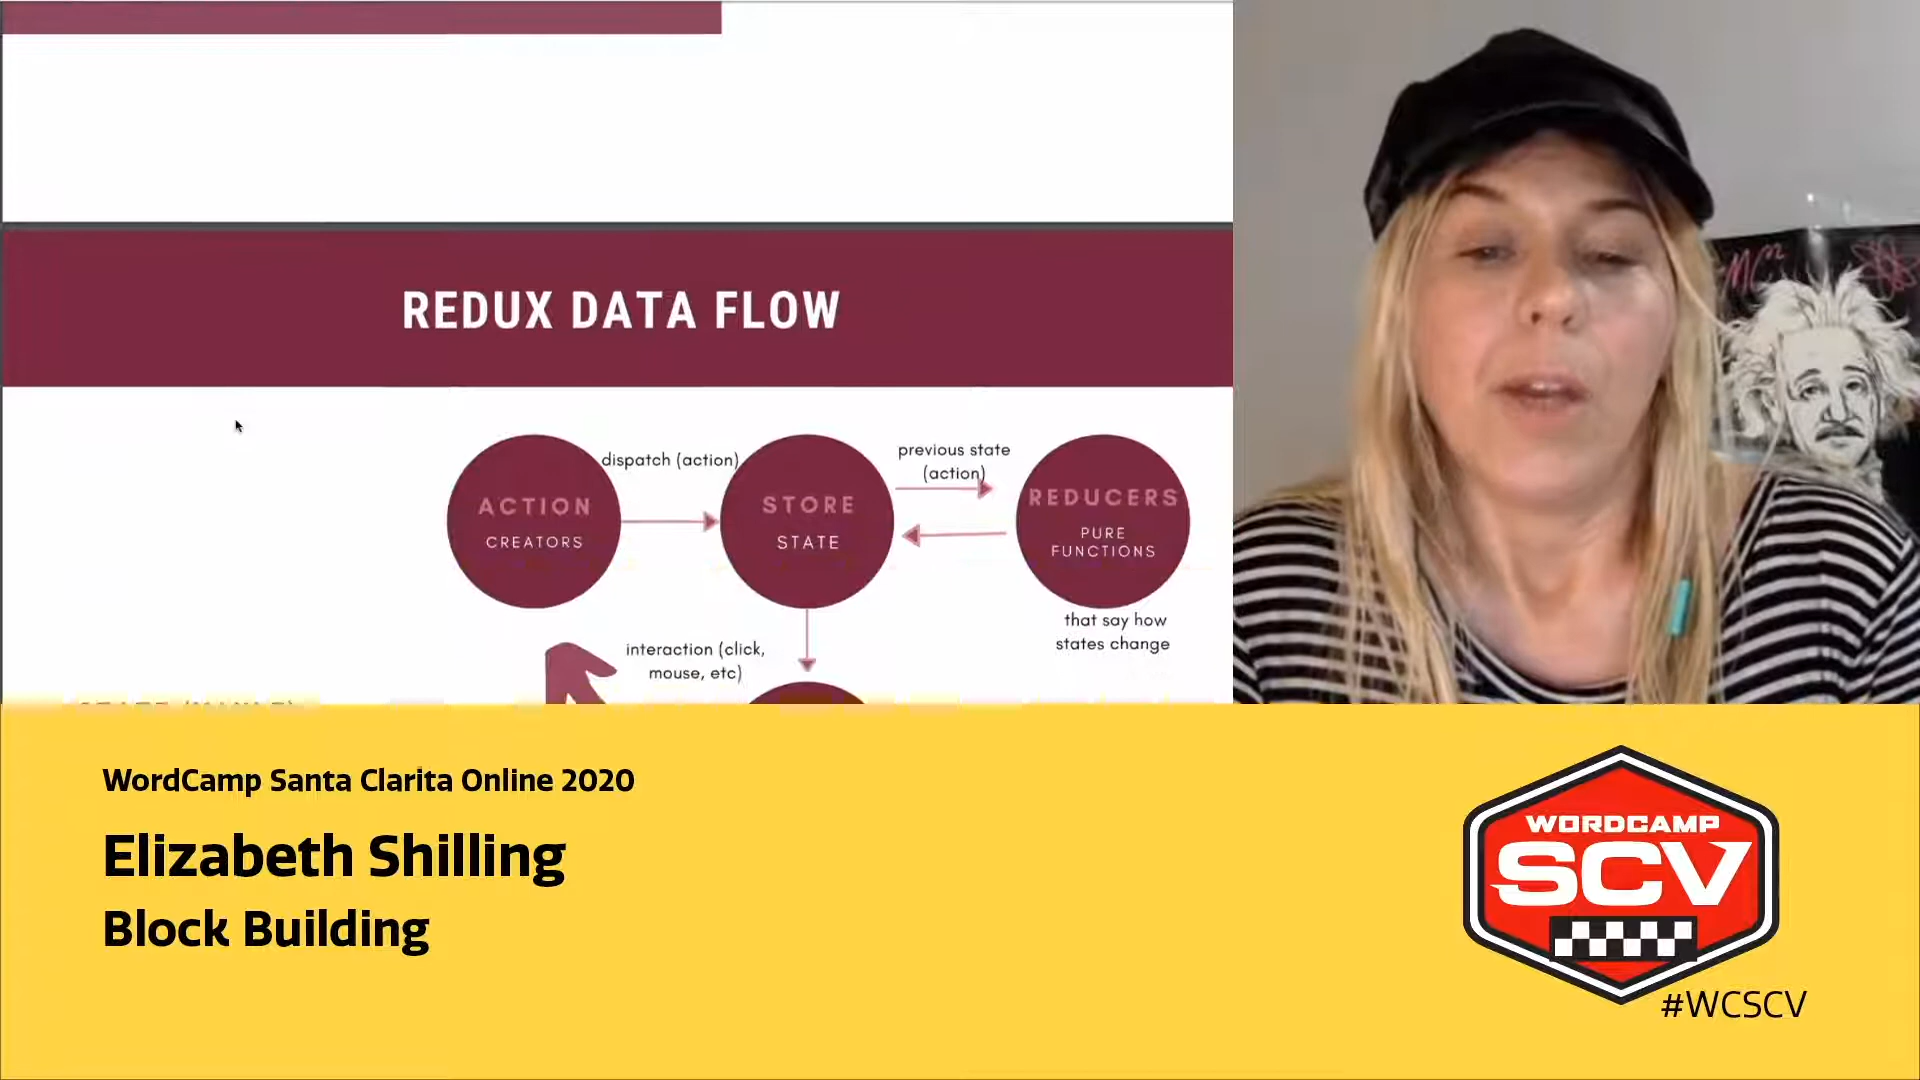 REDUX DATA FLOW
dispatch (action)
previous state
(action)
ACTION
CREATORS
STORE
STATE
REDUCERS
PURE
FUNCTIONS
that say how
states change
interaction (click,
mouse, etc)
MC²
WordCamp Santa Clarita Online 2020
Elizabeth Shilling
Block Building
WORDCAMP
SCV
#WCSCV